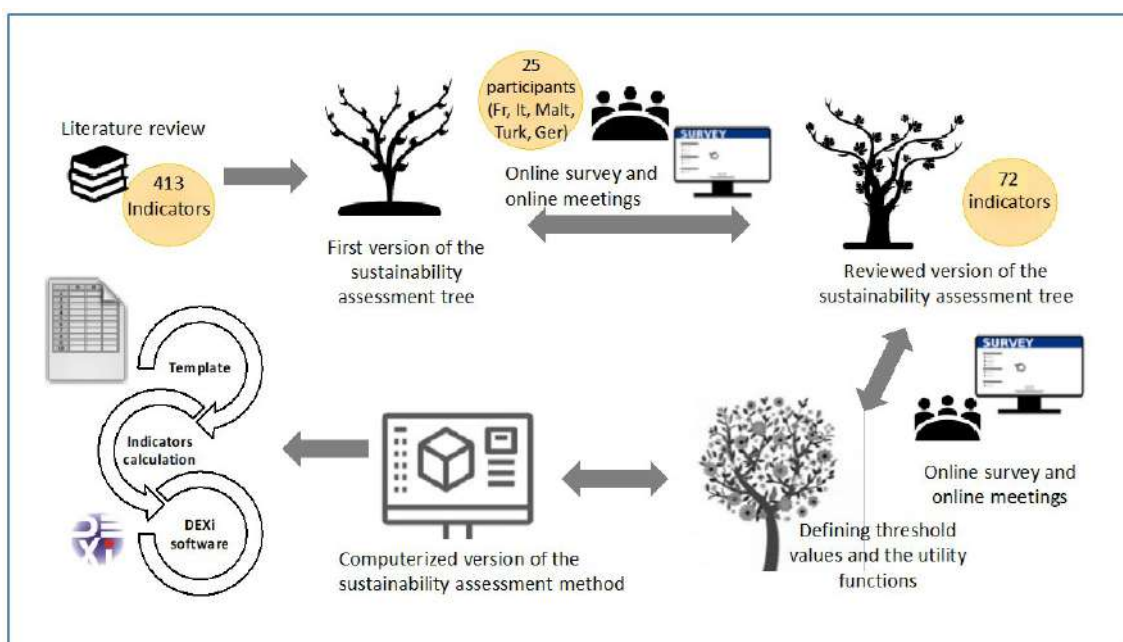 Literature review
413
Indicators
First version of the
sustainability
assessment tree
25
participants
(Fr, It, Malt,
Turk, Ger)
SURVEY
Online survey and
online meetings
72
indicators
Reviewed version of the
sustainability assessment tree
SURVEY
Online survey and
online meetings
Defining threshold
values and the utility
functions
Computerized version of the
sustainability assessment method
Template
Indicators
calculation
DEXi
software
DEXi